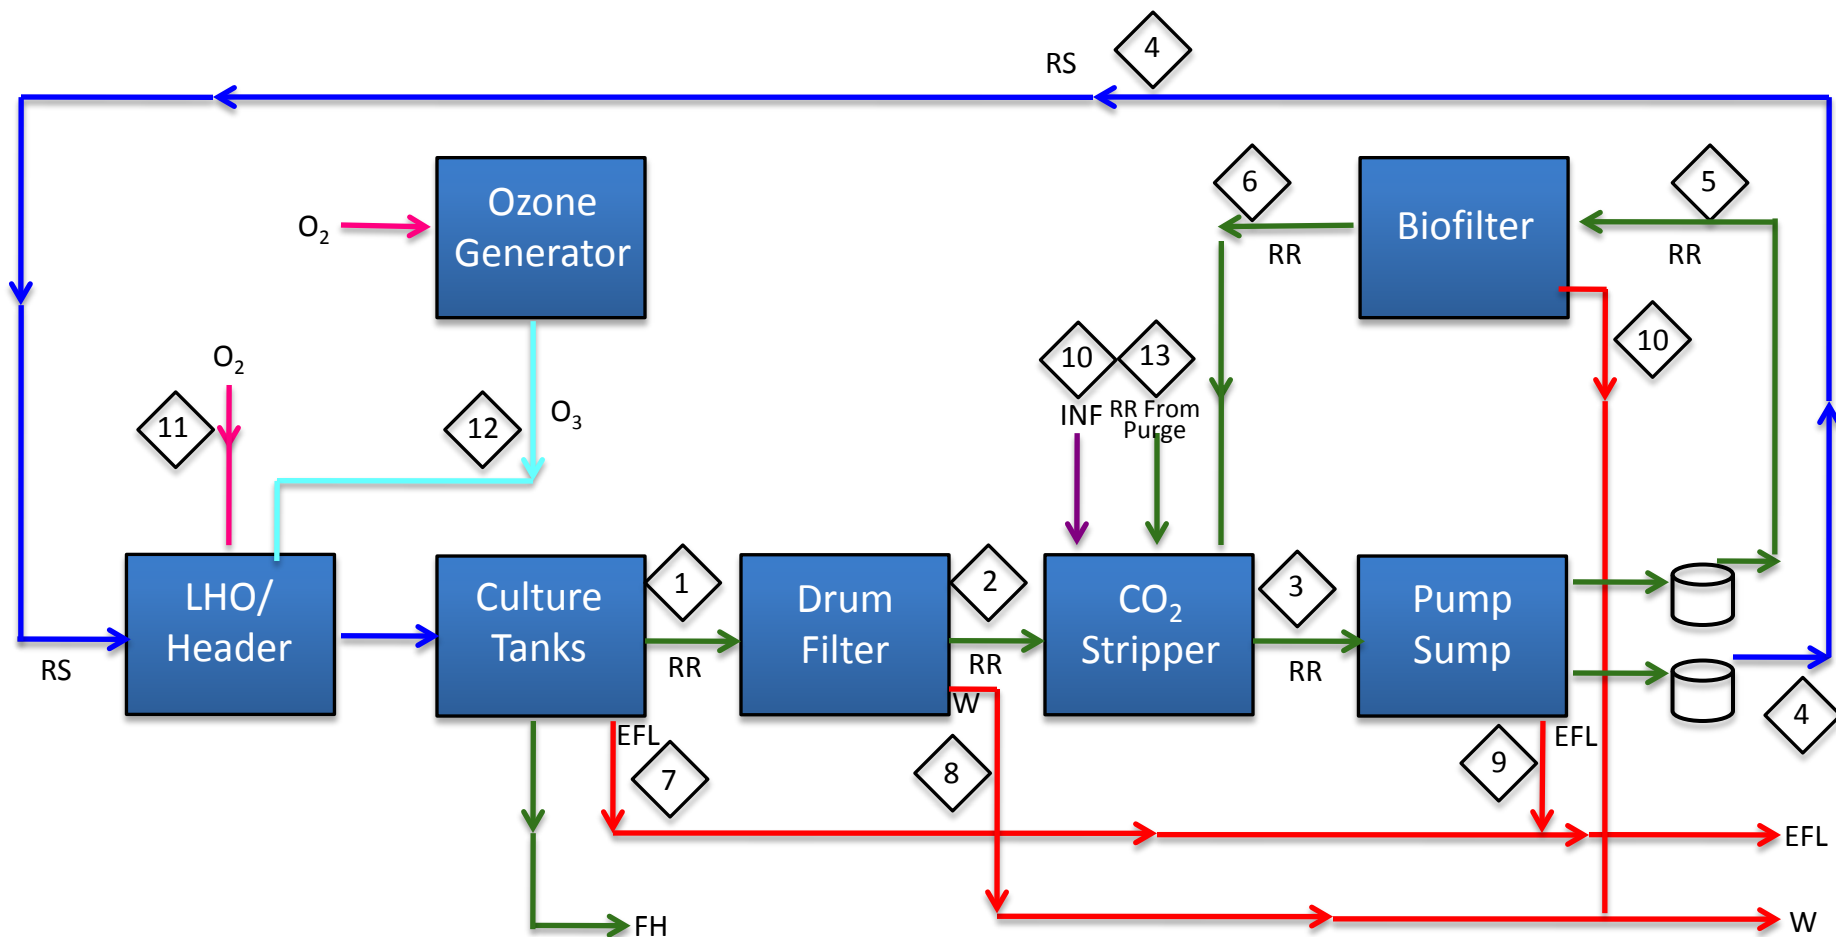 4
RS
6
5
Ozone
Generator
Biofilter
O₂
RR
RR
10
13
10
O₂
INF
RR From
Purge
11
12
O₃
LHO/
Header
Culture
Tanks
1
Drum
Filter
2
CO₂
Stripper
3
Pump
Sump
RS
RR
RR
RR
W
4
EFL
7
8
9
EFL
EFL
FH
W